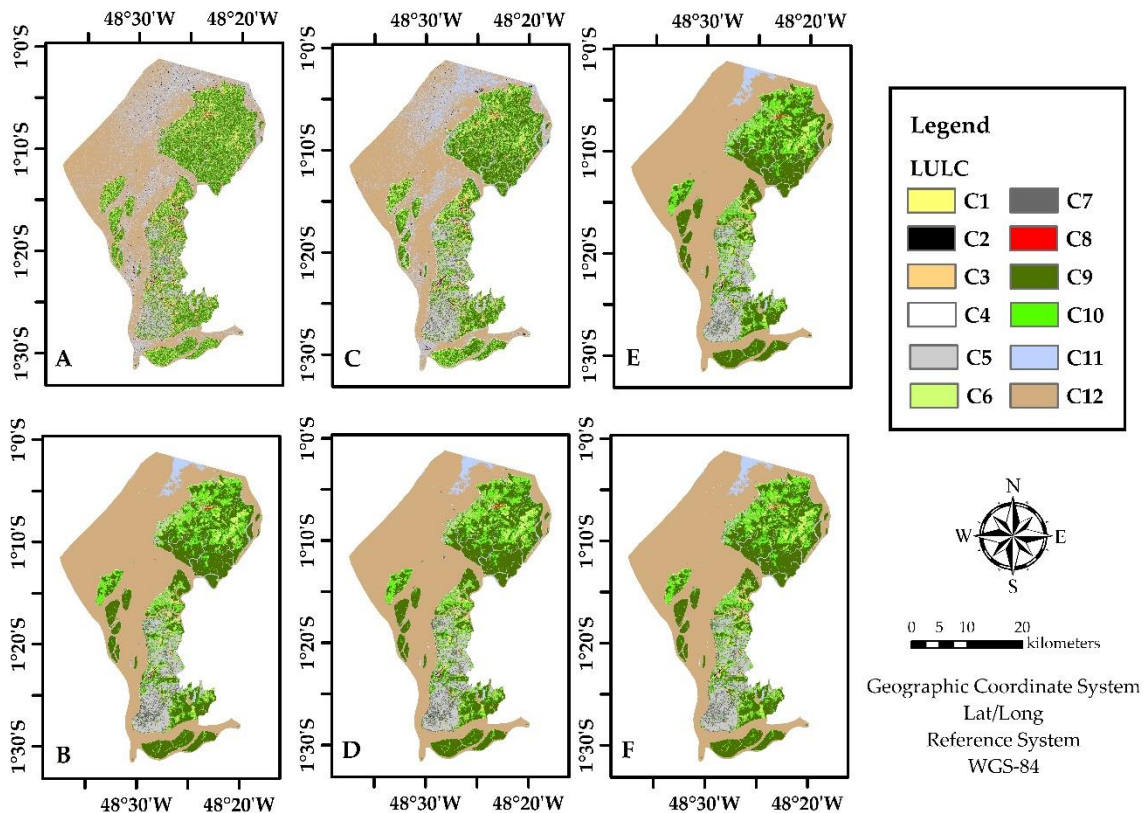 48°30'W 48°20'W 48°30'W 48°20'W 48°30'W 48°20'W
1°0'S 1°10'S 1°20'S 1°30'S
A
1°0'S 1°10'S 1°20'S 1°30'S
C
1°0'S 1°10'S 1°20'S 1°30'S
E
1°0'S 1°10'S 1°20'S 1°30'S
B
1°0'S 1°10'S 1°20'S 1°30'S
D
1°0'S 1°10'S 1°20'S 1°30'S
F
48°30'W 48°20'W 48°30'W 48°20'W 48°30'W 48°20'W
Legend
LULC
C1 C7
C2 C8
C3 C9
C4 C10
C5 C11
C6 C12
N
W E
S
0 5 10 20
kilometers
Geographic Coordinate System
Lat/Long
Reference System
WGS-84